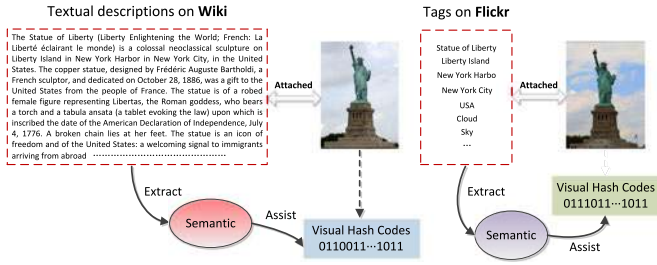 Textual descriptions on Wiki
The Statue of Liberty (Liberty Enlightening the World; French: La
Liberté éclairant le monde) is a colossal neoclassical sculpture on
Liberty Island in New York Harbor in New York City, in the United
States. The copper statue, designed by Frédéric Auguste Bartholdi, a
French sculptor, and dedicated on October 28, 1886, was a gift to the
United States from the people of France. The statue is of a robed
female figure representing Libertas, the Roman goddess, who bears
a torch and a tabula ansata (a tablet evoking the law) upon which is
inscribed the date of the American Declaration of Independence, July
4, 1776. A broken chain lies at her feet. The statue is an icon of
freedom and of the United States: a welcoming signal to immigrants
arriving from abroad ………………………………
Attached
Extract
Semantic
Assist
Visual Hash Codes
0110011···1011
Tags on Flickr
Statue of Liberty
Liberty Island
New York Harbo
New York City
USA
Cloud
Sky
...
Attached
Extract
Semantic
Assist
Visual Hash Codes
0111011···1011